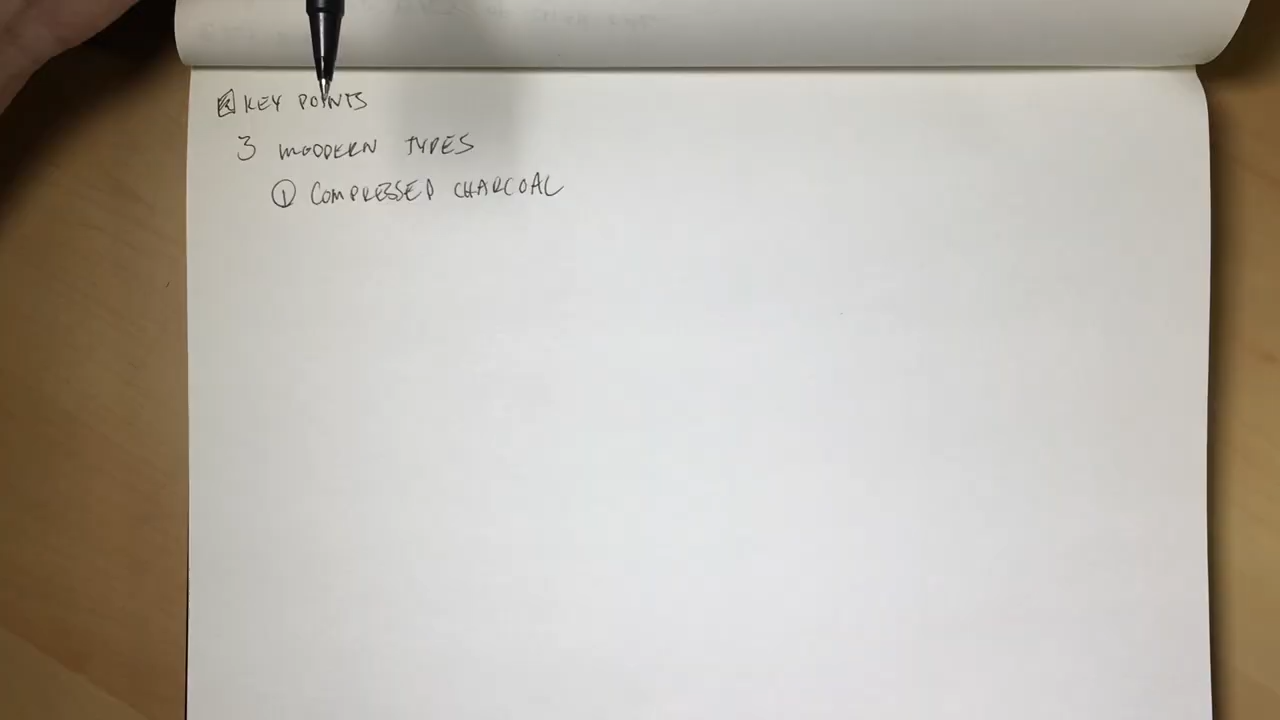 KEY POINTS
3 MODERN TYPES
① COMPRESSED CHARCOAL